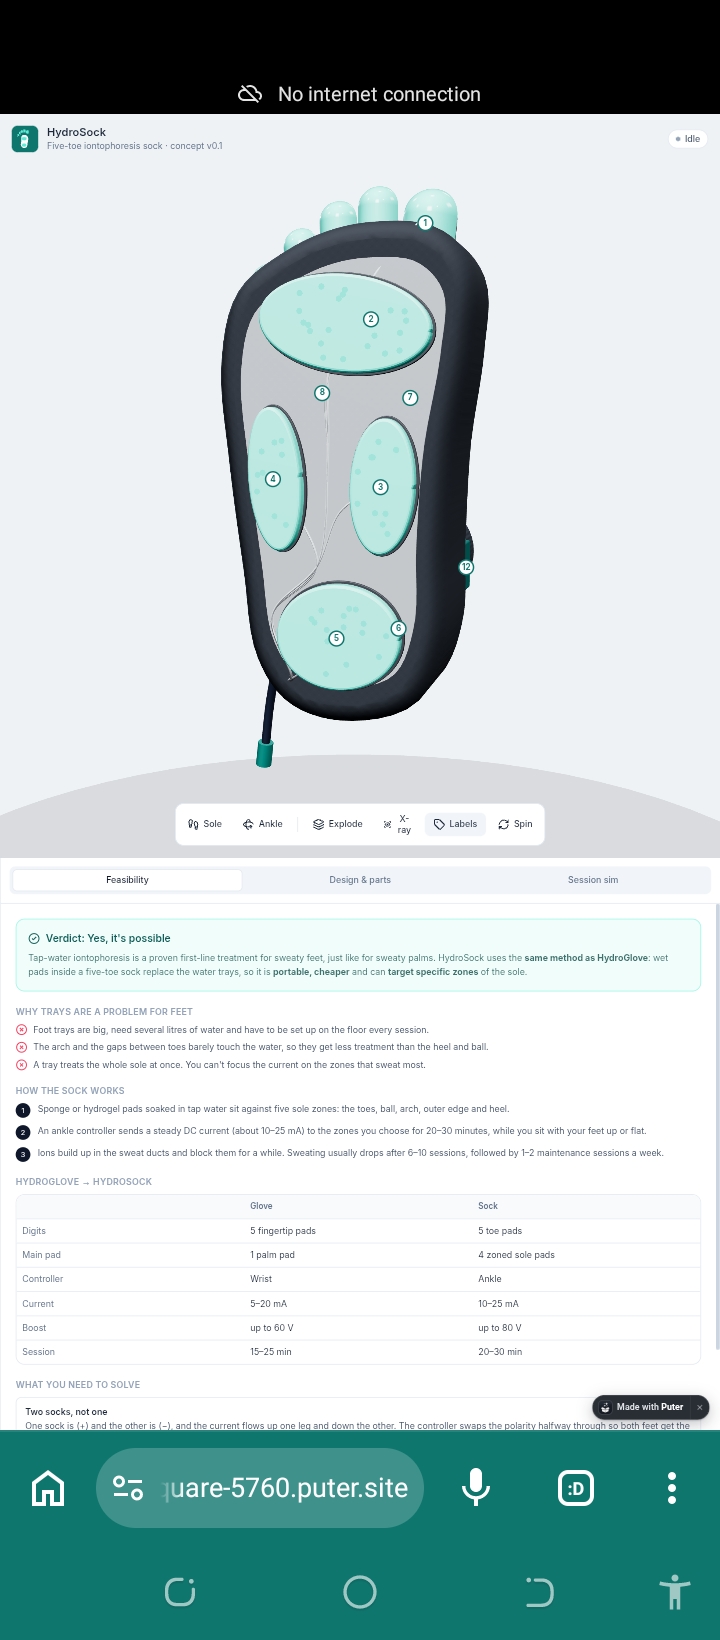 No internet connection
HydroSock
Five-toe iontophoresis sock · concept v0.1
Idle
1
2
8
7
4
3
12
6
5
Sole
Ankle
Explode
X-
ray
Labels
Spin
Feasibility
Design & parts
Session sim
Verdict: Yes, it's possible
Tap-water iontophoresis is a proven first-line treatment for sweaty feet, just like for sweaty palms. HydroSock uses the same method as HydroGlove: wet
pads inside a five-toe sock replace the water trays, so it is portable, cheaper and can target specific zones of the sole.
WHY TRAYS ARE A PROBLEM FOR FEET
Foot trays are big, need several litres of water and have to be set up on the floor every session.
The arch and the gaps between toes barely touch the water, so they get less treatment than the heel and ball.
A tray treats the whole sole at once. You can't focus the current on the zones that sweat most.
HOW THE SOCK WORKS
1 Sponge or hydrogel pads soaked in tap water sit against five sole zones: the toes, ball, arch, outer edge and heel.
2 An ankle controller sends a steady DC current (about 10–25 mA) to the zones you choose for 20–30 minutes, while you sit with your feet up or flat.
3 Ions build up in the sweat ducts and block them for a while. Sweating usually drops after 6–10 sessions, followed by 1–2 maintenance sessions a week.
HYDROGLOVE → HYDROSOCK
Glove Sock
Digits 5 fingertip pads 5 toe pads
Main pad 1 palm pad 4 zoned sole pads
Controller Wrist Ankle
Current 5–20 mA 10–25 mA
Boost up to 60 V up to 80 V
Session 15–25 min 20–30 min
WHAT YOU NEED TO SOLVE
Two socks, not one
One sock is (+) and the other is (−), and the current flows up one leg and down the other. The controller swaps the polarity halfway through so both feet get the
Made with Puter ×
uare-5760.puter.site
:D